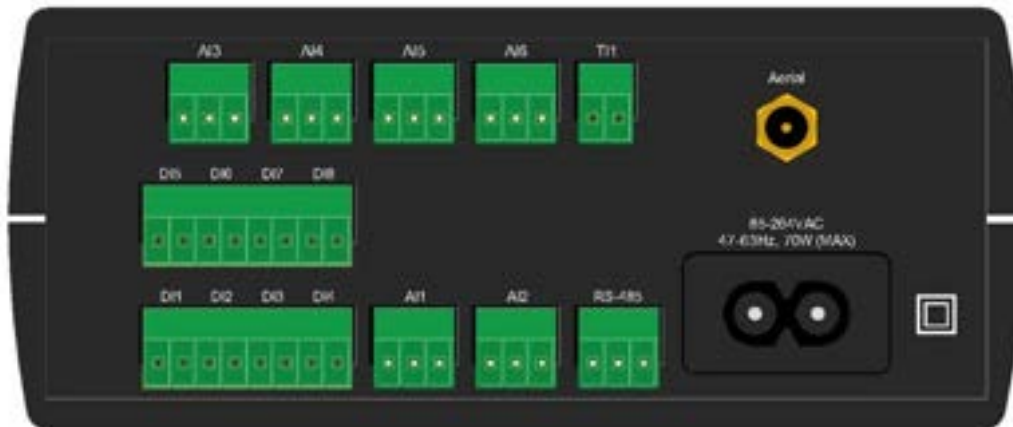 AI3 AI4 AI5 AI6 TI1
Aerial
DI5 DI6 DI7 DI8
85-264VAC
47-63Hz, 70W (MAX)
DI1 DI2 DI3 DI4 AI1 AI2 RS-485